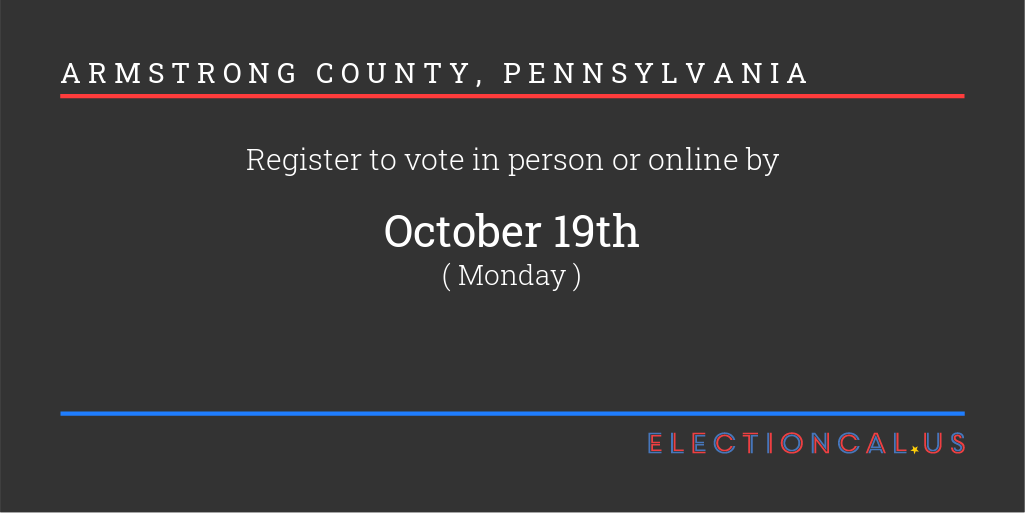 ARMSTRONG COUNTY, PENNSYLVANIA
Register to vote in person or online by
October 19th
( Monday )
ELECTIONCAL.US